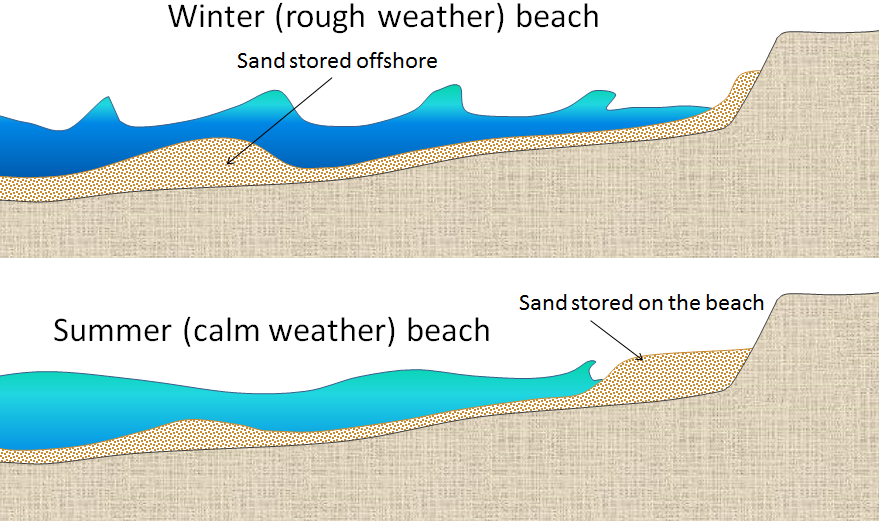 Winter (rough weather) beach
Sand stored offshore
Sand stored on the beach
Summer (calm weather) beach